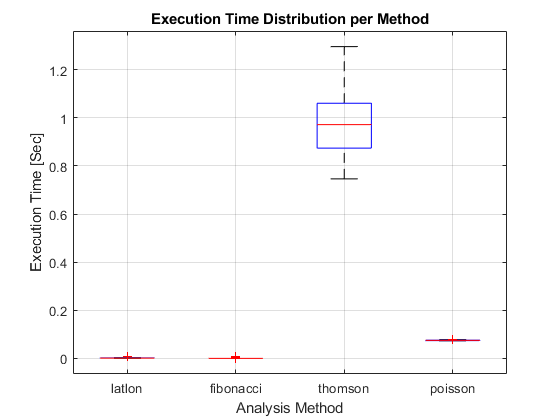 Execution Time Distribution per Method
Execution Time [Sec]
1.2
1
0.8
0.6
0.4
0.2
0
latlon
fibonacci
thomson
poisson
Analysis Method